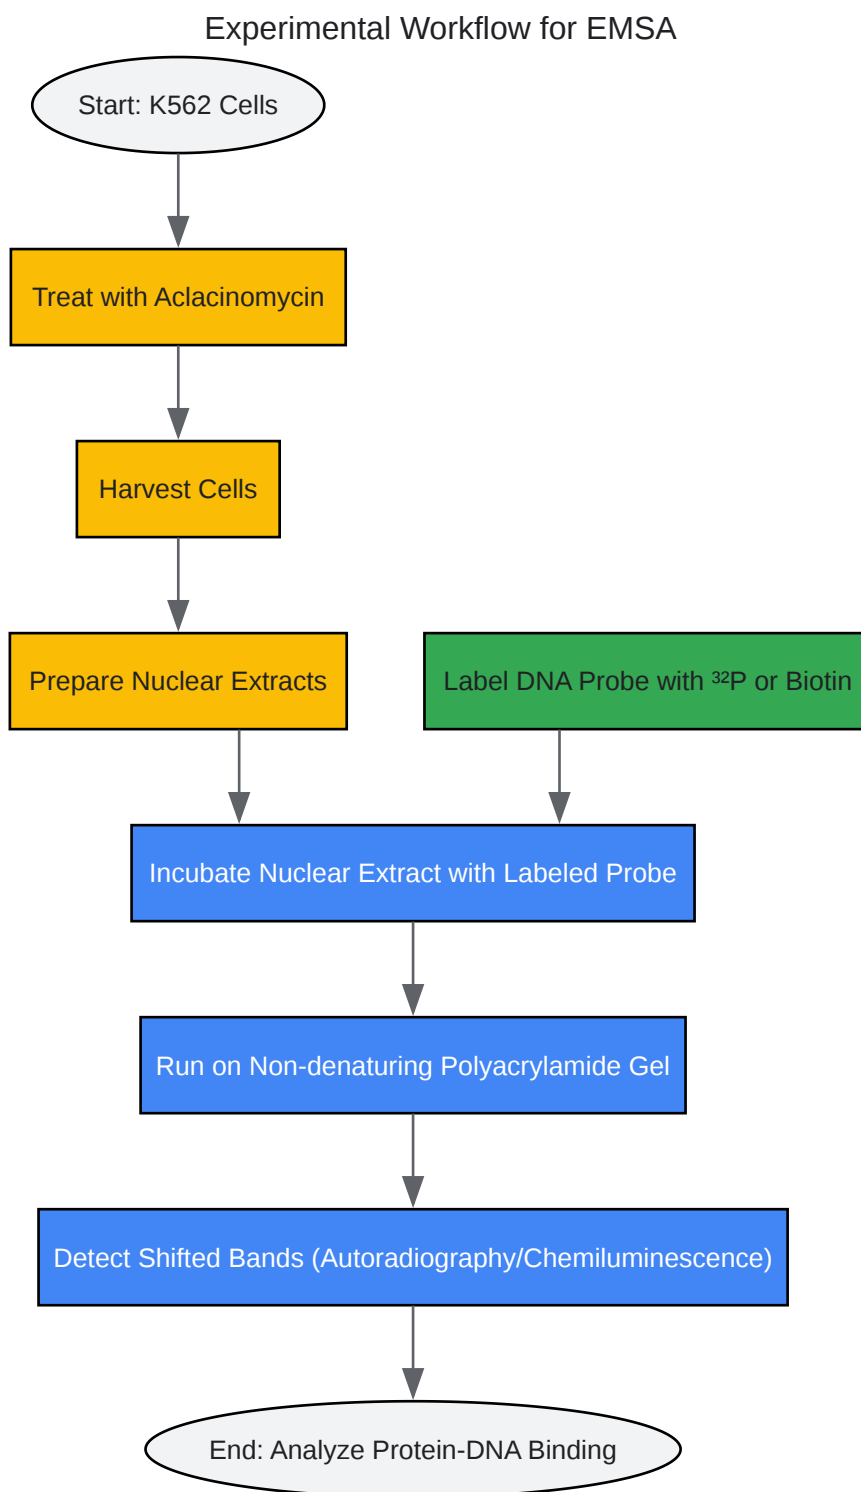 Experimental Workflow for EMSA
Start: K562 Cells
Treat with Aclacinomycin
Harvest Cells
Prepare Nuclear Extracts
Label DNA Probe with ³²P or Biotin
Incubate Nuclear Extract with Labeled Probe
Run on Non-denaturing Polyacrylamide Gel
Detect Shifted Bands (Autoradiography/Chemiluminescence)
End: Analyze Protein-DNA Binding